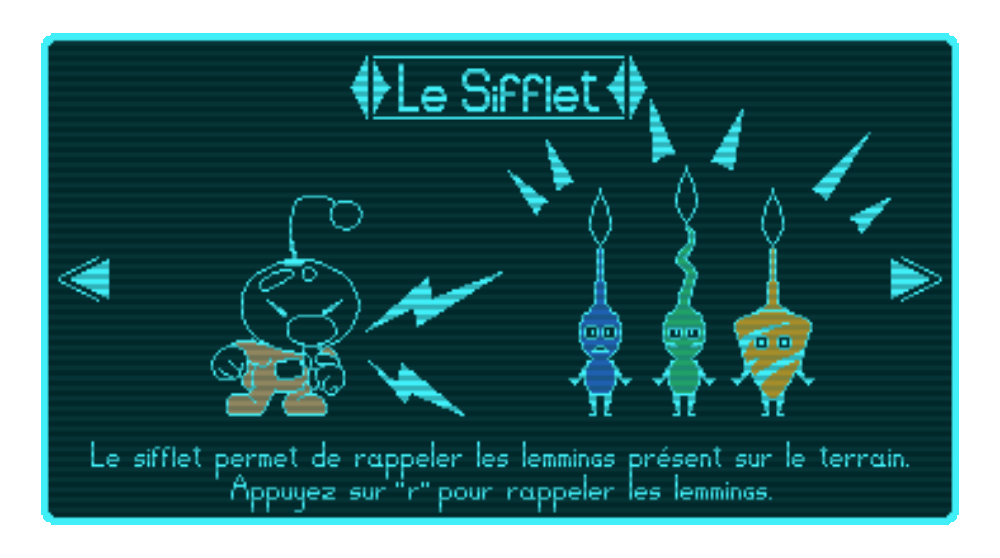 Le Sifflet
Le sifflet permet de rappeler les lemmings présent sur le terrain.
Appuyez sur "r" pour rappeler les lemmings.